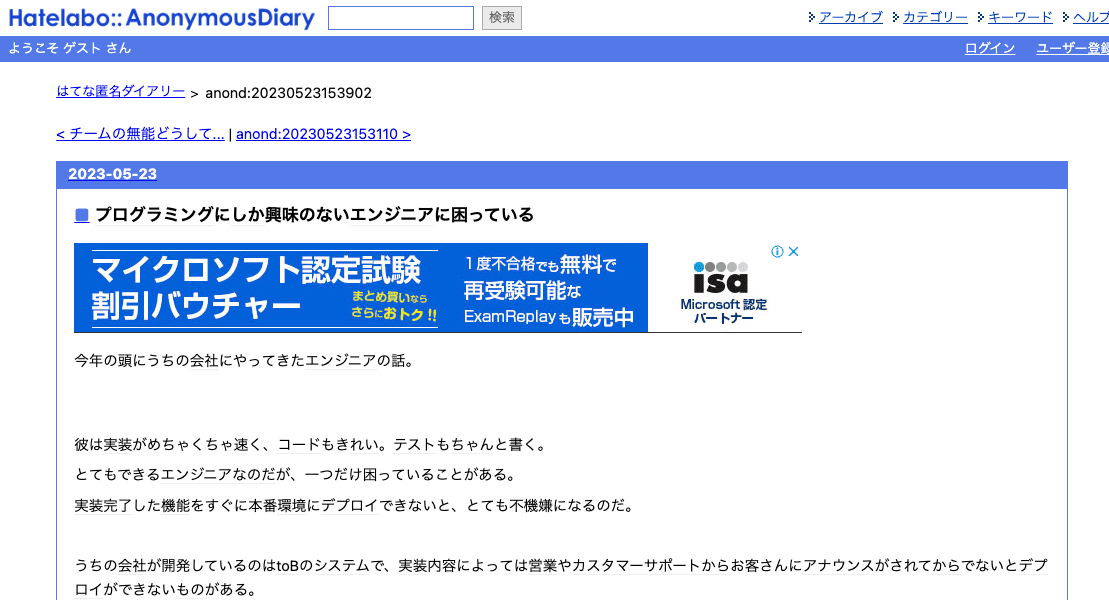 Hatelabo::AnonymousDiary 検索 アーカイブ カテゴリー キーワード ヘルプ
ようこそ ゲスト さん ログイン ユーザー登録
はてな匿名ダイアリー > anond:20230523153902
< チームの無能どうして... | anond:20230523153110 >
2023-05-23
プログラミングにしか興味のないエンジニアに困っている
マイクロソフト認定試験
割引バウチャー
まとめ買いなら
さらにおトク!!
1度不合格でも無料で
再受験可能な
ExamReplayも販売中
isa
Microsoft 認定
パートナー
今年の頭にうちの会社にやってきたエンジニアの話。
彼は実装がめちゃくちゃ速く、コードもきれい。テストもちゃんと書く。
とてもできるエンジニアなのだが、一つだけ困っていることがある。
実装完了した機能をすぐに本番環境にデプロイできないと、とても不機嫌になるのだ。
うちの会社が開発しているのはtoBのシステムで、実装内容によっては営業やカスタマーサポートからお客さんにアナウンスがされてからでないとデプ
ロイができないものがある。